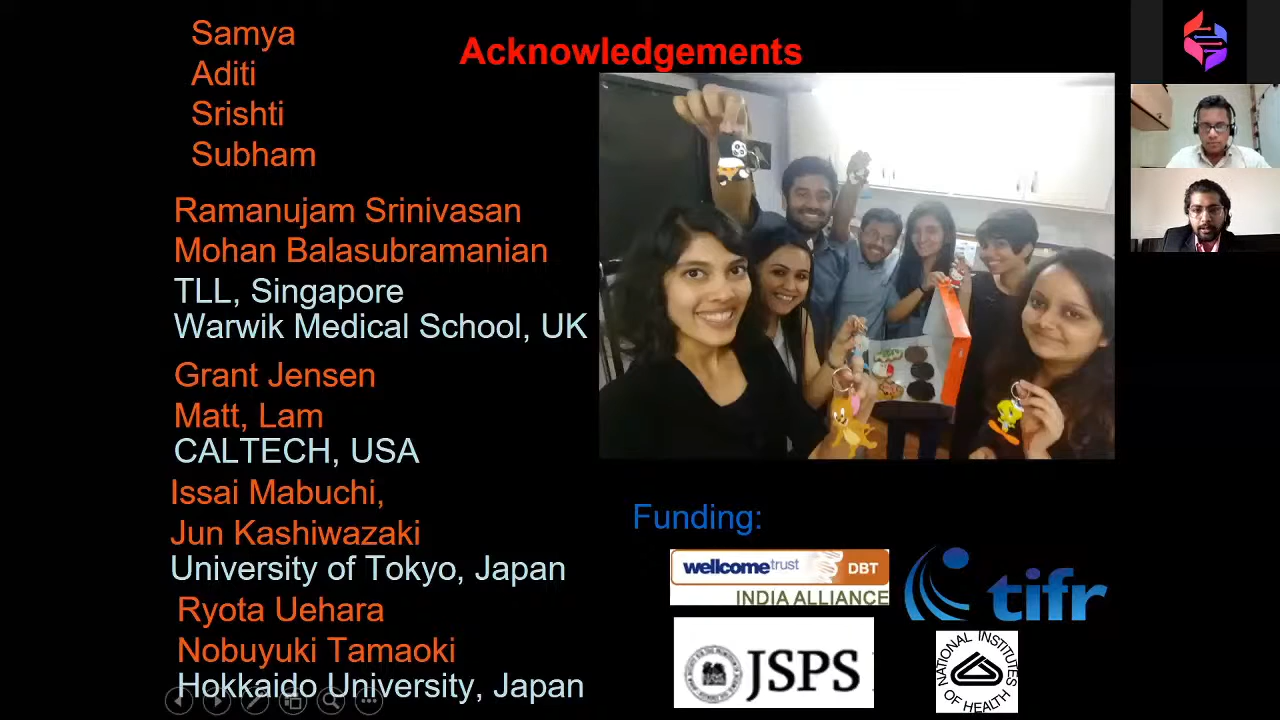 Samya
Aditi
Srishti
Subham
Acknowledgements
Ramanujam Srinivasan
Mohan Balasubramanian
TLL, Singapore
Warwik Medical School, UK
Grant Jensen
Matt, Lam
CALTECH, USA
Issai Mabuchi,
Jun Kashiwazaki
University of Tokyo, Japan
Ryota Uehara
Nobuyuki Tamaoki
Hokkaido University, Japan
Funding:
wellcometrust DBT
INDIA ALLIANCE
tifr
JSPS
NATIONAL INSTITUTES
OF HEALTH